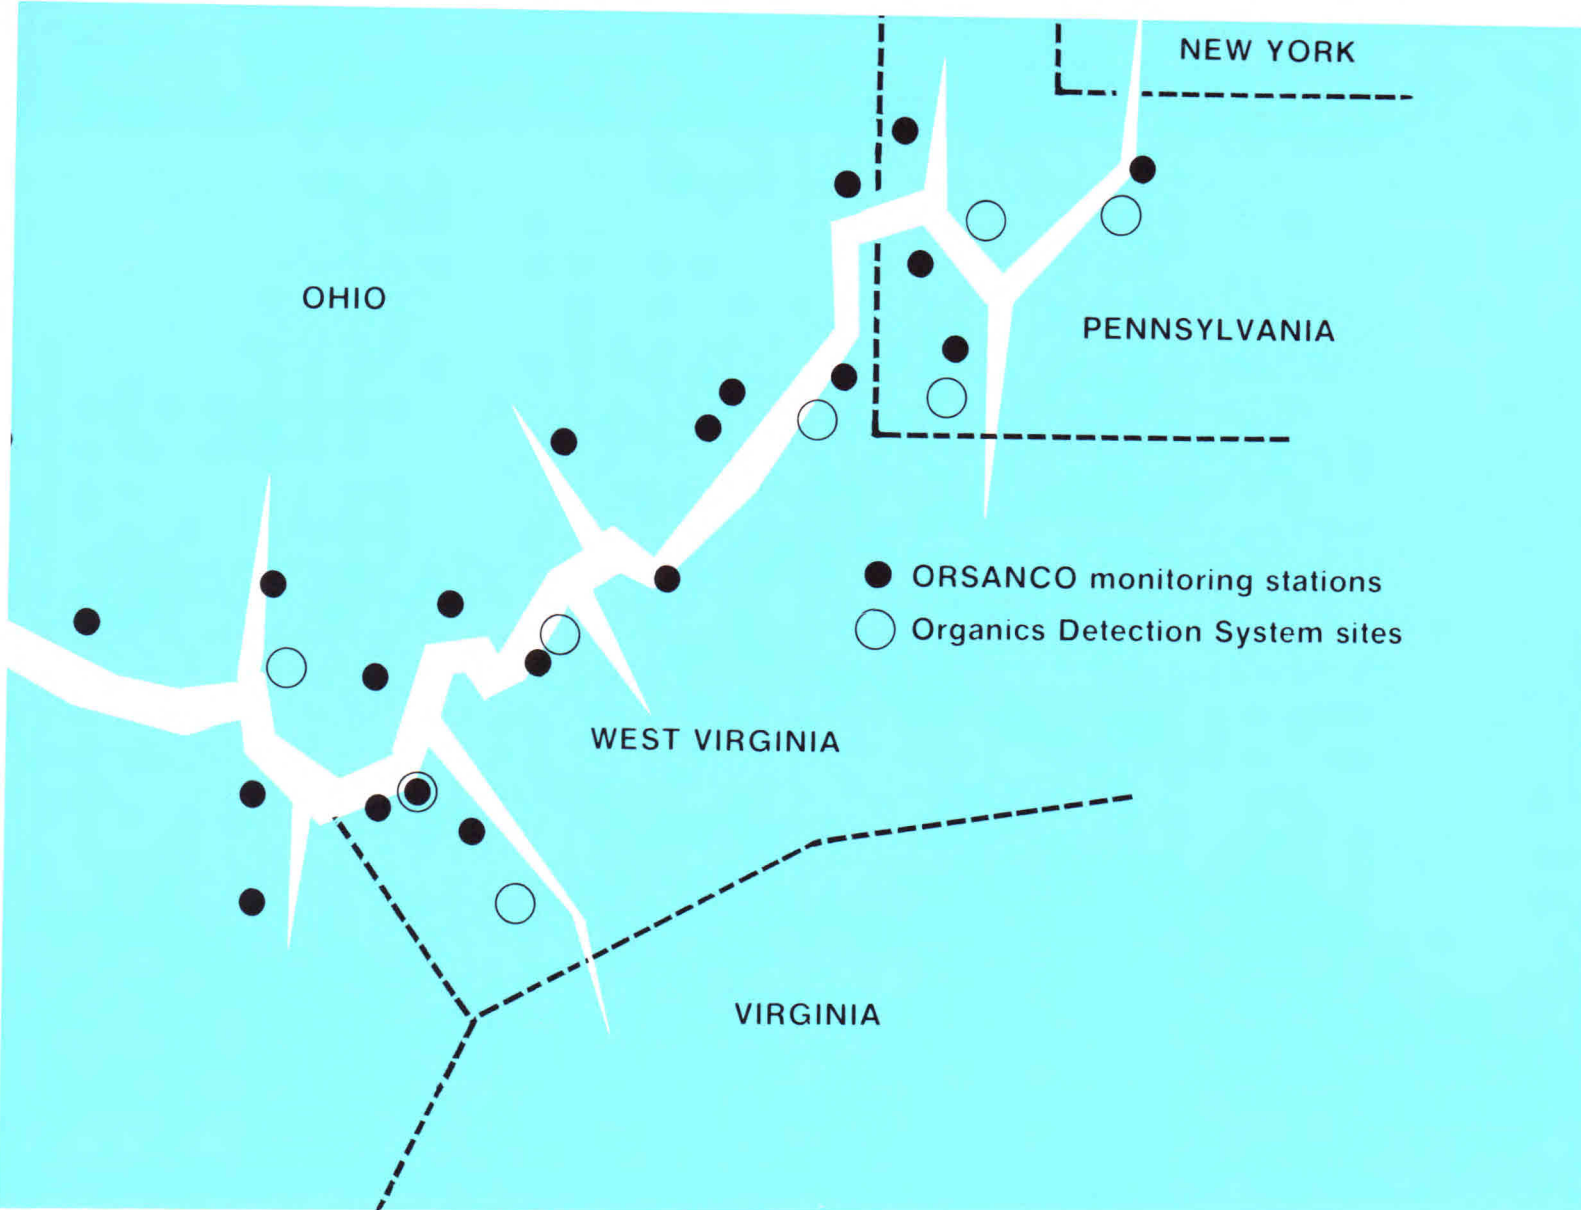 NEW YORK
OHIO
PENNSYLVANIA
ORSANCO monitoring stations
Organics Detection System sites
WEST VIRGINIA
VIRGINIA